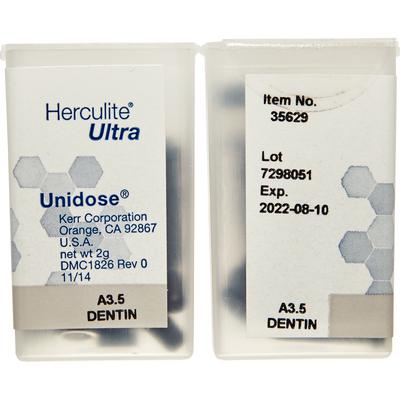 Herculite®
Ultra
Unidose®
Kerr Corporation
Orange, CA 92867
U.S.A.
net wt 2g
DMC1826 Rev 0
11/14
A3.5
DENTIN
Item No.
35629
Lot
7298051
Exp.
2022-08-10
A3.5
DENTIN